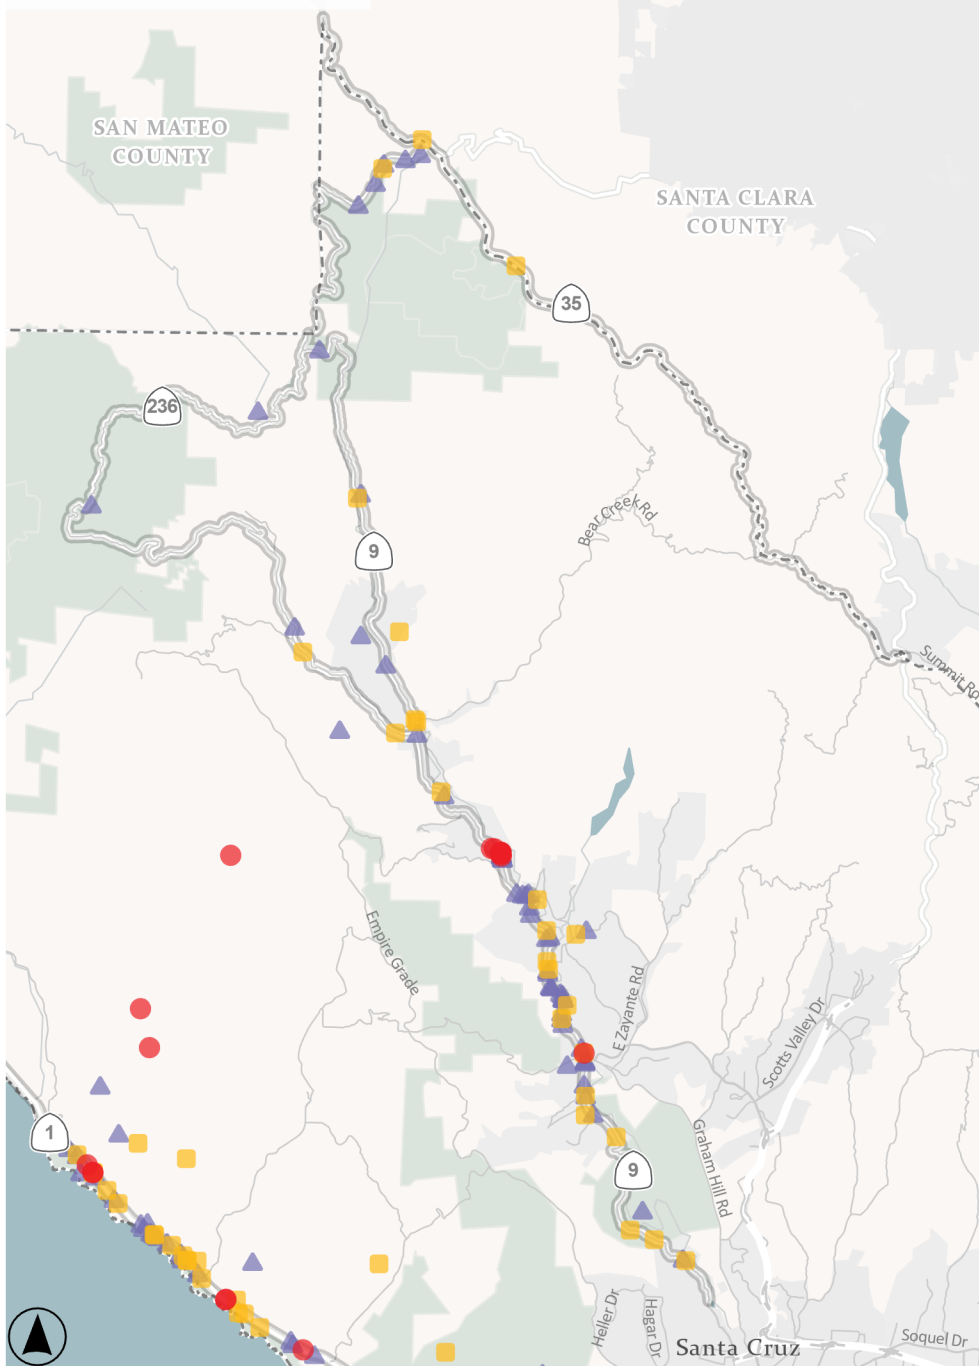 SAN MATEO
COUNTY
SANTA CLARA
COUNTY
35
236
Bear Creek Rd
9
Summit Rd
Empire Grade
E Zayante Rd
Scotts Valley Dr
1
Graham Hill Rd
9
Heller Dr
Hagar Dr
Santa Cruz
Soquel Dr